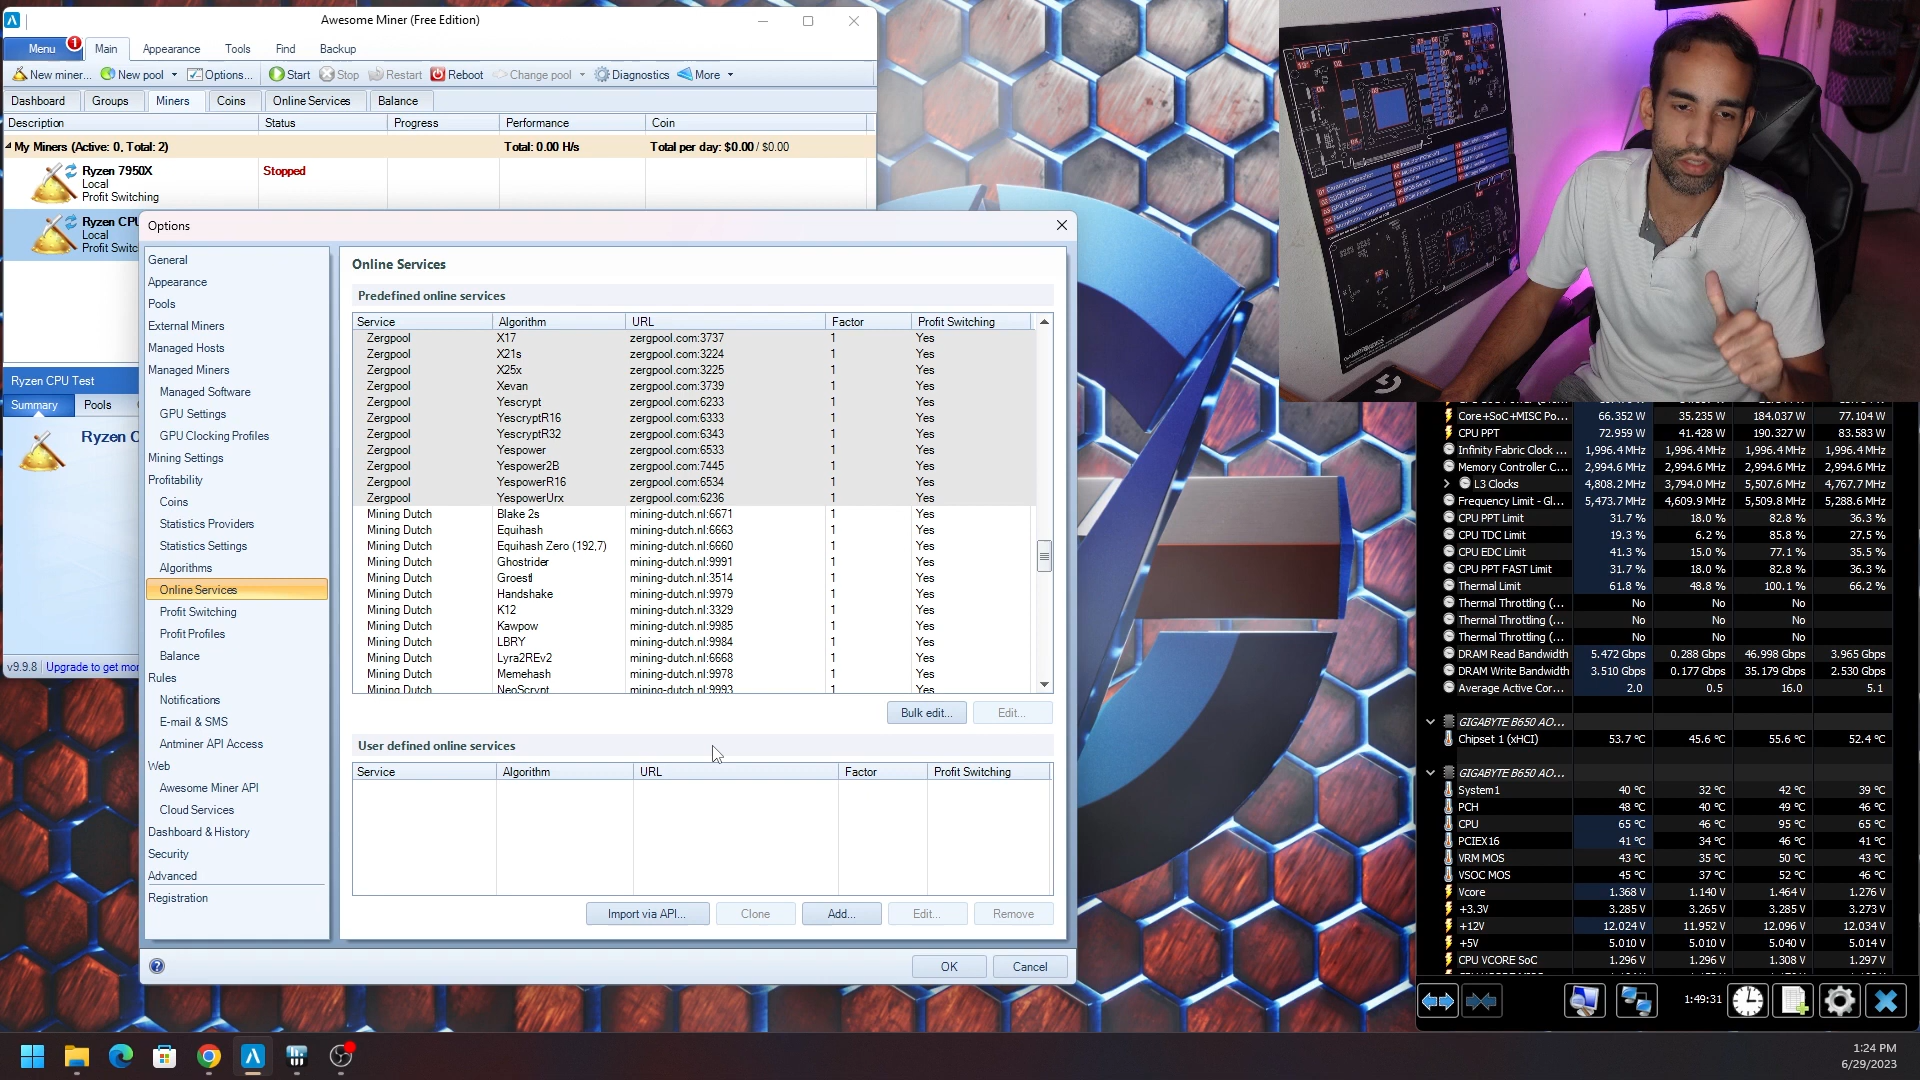 Awesome Miner (Free Edition)
Menu 1 Main Appearance Tools Find Backup
New miner... New pool Options... Start Stop Restart Reboot Change pool Diagnostics More
Dashboard Groups Miners Coins Online Services Balance
Description Status Progress Performance Coin
My Miners (Active: 0, Total: 2) Total: 0.00 H/s Total per day: $0.00 / $0.00
Ryzen 7950X Stopped
Local
Profit Switching
Ryzen CPU
Local
Profit Switc
Ryzen CPU Test
Summary Pools
Ryzen C
v9.9.8 Upgrade to get mor
Options
General
Appearance
Pools
External Miners
Managed Hosts
Managed Miners
Managed Software
GPU Settings
GPU Clocking Profiles
Mining Settings
Profitability
Coins
Statistics Providers
Statistics Settings
Algorithms
Online Services
Profit Switching
Profit Profiles
Balance
Rules
Notifications
E-mail & SMS
Antminer API Access
Web
Awesome Miner API
Cloud Services
Dashboard & History
Security
Advanced
Registration
Online Services
Predefined online services
Service Algorithm URL Factor Profit Switching
Zergpool X17 zergpool.com:3737 1 Yes
Zergpool X21s zergpool.com:3224 1 Yes
Zergpool X25x zergpool.com:3225 1 Yes
Zergpool Xevan zergpool.com:3739 1 Yes
Zergpool Yescrypt zergpool.com:6233 1 Yes
Zergpool YescryptR16 zergpool.com:6333 1 Yes
Zergpool YescryptR32 zergpool.com:6343 1 Yes
Zergpool Yespower zergpool.com:6533 1 Yes
Zergpool Yespower2B zergpool.com:7445 1 Yes
Zergpool YespowerR16 zergpool.com:6534 1 Yes
Zergpool YespowerUrx zergpool.com:6236 1 Yes
Mining Dutch Blake 2s mining-dutch.nl:6671 1 Yes
Mining Dutch Equihash mining-dutch.nl:6663 1 Yes
Mining Dutch Equihash Zero (192,7) mining-dutch.nl:6660 1 Yes
Mining Dutch Ghostrider mining-dutch.nl:9991 1 Yes
Mining Dutch Groestl mining-dutch.nl:3514 1 Yes
Mining Dutch Handshake mining-dutch.nl:9979 1 Yes
Mining Dutch K12 mining-dutch.nl:3329 1 Yes
Mining Dutch Kawpow mining-dutch.nl:9985 1 Yes
Mining Dutch LBRY mining-dutch.nl:9984 1 Yes
Mining Dutch Lyra2REv2 mining-dutch.nl:6668 1 Yes
Mining Dutch Memehash mining-dutch.nl:9978 1 Yes
Mining Dutch NeoScrypt mining-dutch.nl:9993 1 Yes
Bulk edit... Edit...
User defined online services
Service Algorithm URL Factor Profit Switching
Import via API... Clone Add... Edit... Remove
OK Cancel
Core+SoC+MISC Po... 66.352 W 35.235 W 184.037 W 77.104 W
CPU PPT 72.959 W 41.428 W 190.327 W 83.583 W
Infinity Fabric Clock ... 1,996.4 MHz 1,996.4 MHz 1,996.4 MHz 1,996.4 MHz
Memory Controller C... 2,994.6 MHz 2,994.6 MHz 2,994.6 MHz 2,994.6 MHz
L3 Clocks 4,808.2 MHz 3,794.0 MHz 5,507.6 MHz 4,767.7 MHz
Frequency Limit - Gl... 5,473.7 MHz 4,609.9 MHz 5,509.8 MHz 5,288.6 MHz
CPU PPT Limit 31.7 % 18.0 % 82.8 % 36.3 %
CPU TDC Limit 19.3 % 6.2 % 85.8 % 27.5 %
CPU EDC Limit 41.3 % 15.0 % 77.1 % 35.5 %
CPU PPT FAST Limit 31.7 % 18.0 % 82.8 % 36.3 %
Thermal Limit 61.8 % 48.8 % 100.1 % 66.2 %
Thermal Throttling (... No No No
Thermal Throttling (... No No No
Thermal Throttling (... No No No
DRAM Read Bandwidth 5.472 Gbps 0.288 Gbps 46.998 Gbps 3.965 Gbps
DRAM Write Bandwidth 3.510 Gbps 0.177 Gbps 35.179 Gbps 2.530 Gbps
Average Active Cor... 2.0 0.5 16.0 5.1
GIGABYTE B650 AO...
Chipset 1 (xHCI) 53.7 °C 45.6 °C 55.6 °C 52.4 °C
GIGABYTE B650 AO...
System1 40 °C 32 °C 42 °C 39 °C
PCH 48 °C 40 °C 49 °C 46 °C
CPU 65 °C 46 °C 95 °C 65 °C
PCIEX16 41 °C 34 °C 46 °C 41 °C
VRM MOS 43 °C 35 °C 50 °C 43 °C
VSOC MOS 45 °C 37 °C 52 °C 46 °C
Vcore 1.368 V 1.140 V 1.464 V 1.276 V
+3.3V 3.285 V 3.265 V 3.285 V 3.273 V
+12V 12.024 V 11.952 V 12.096 V 12.034 V
+5V 5.010 V 5.010 V 5.040 V 5.014 V
CPU VCORE SoC 1.296 V 1.296 V 1.308 V 1.297 V
1:49:31
1:24 PM
6/29/2023